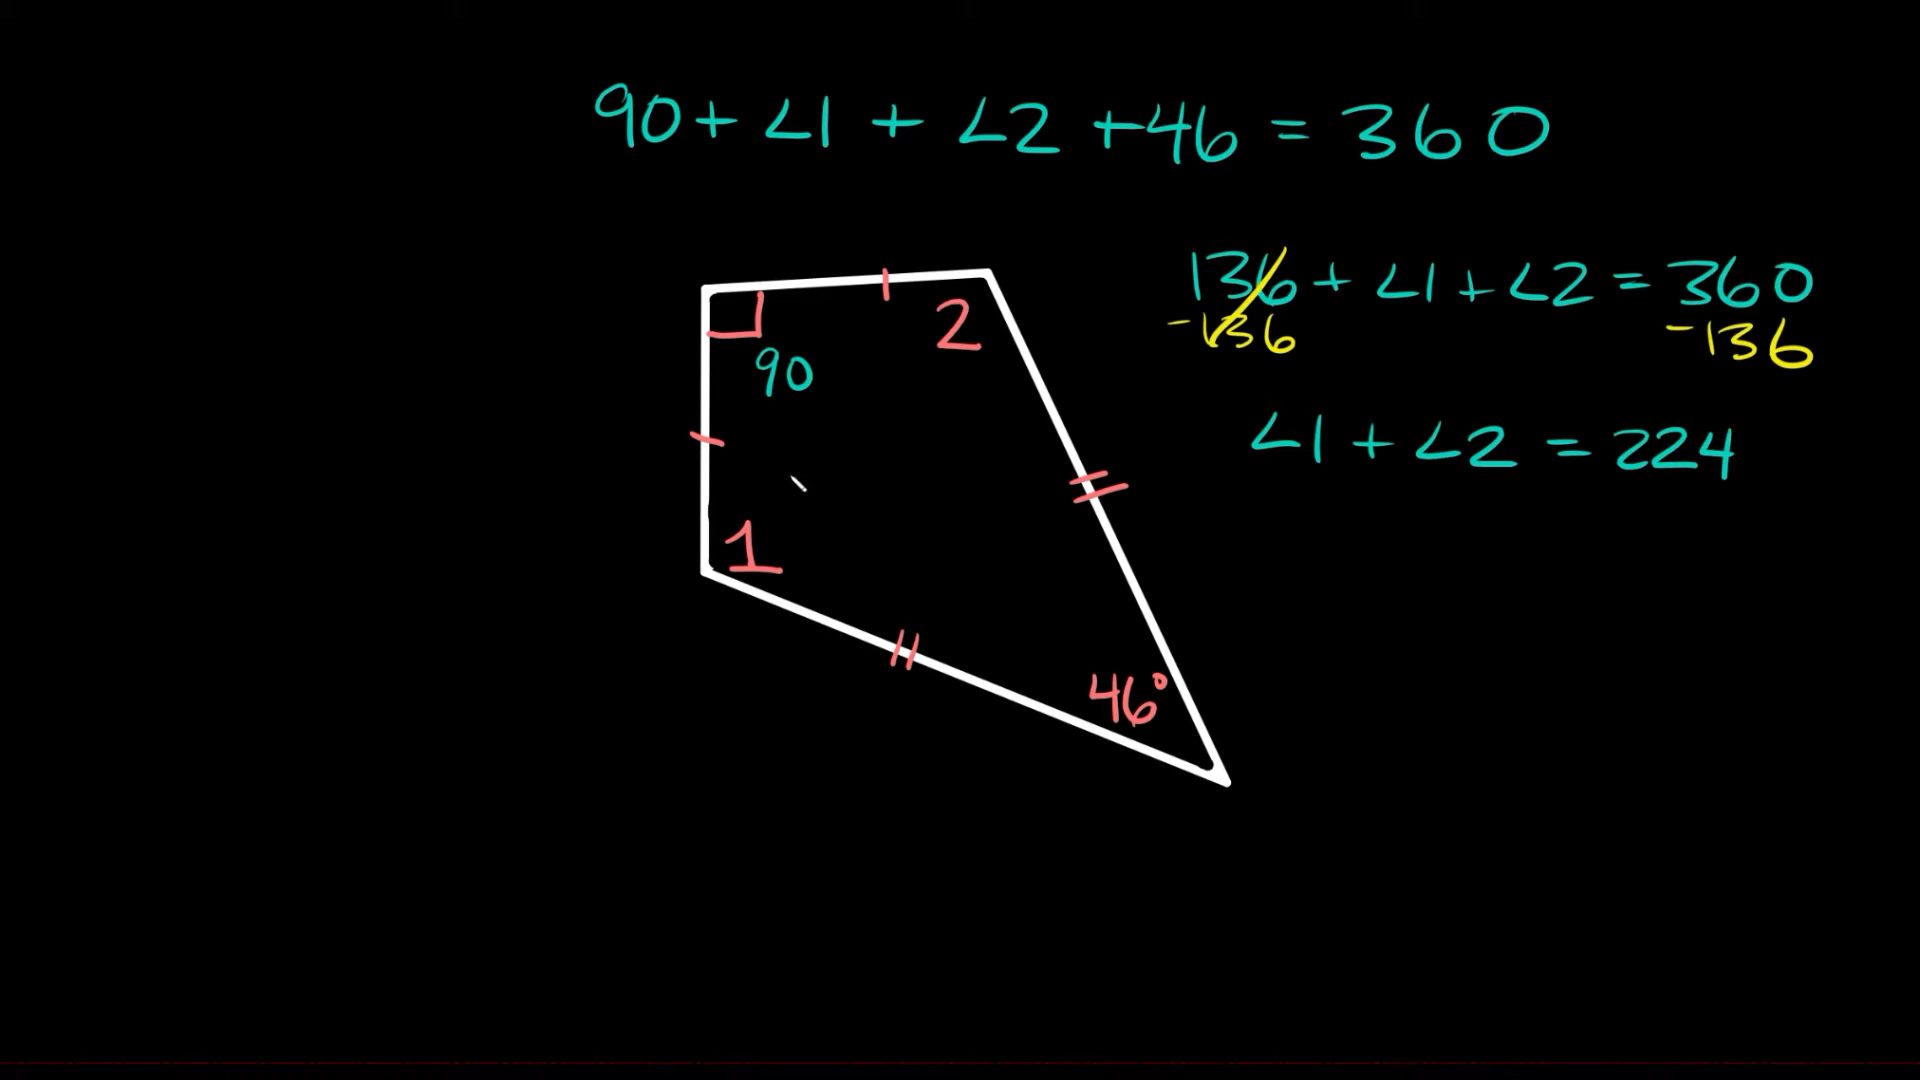 90 + ∠1 + ∠2 + 46 = 360
136 + ∠1 + ∠2 = 360
-136 -136
∠1 + ∠2 = 224
2
90
1
46°